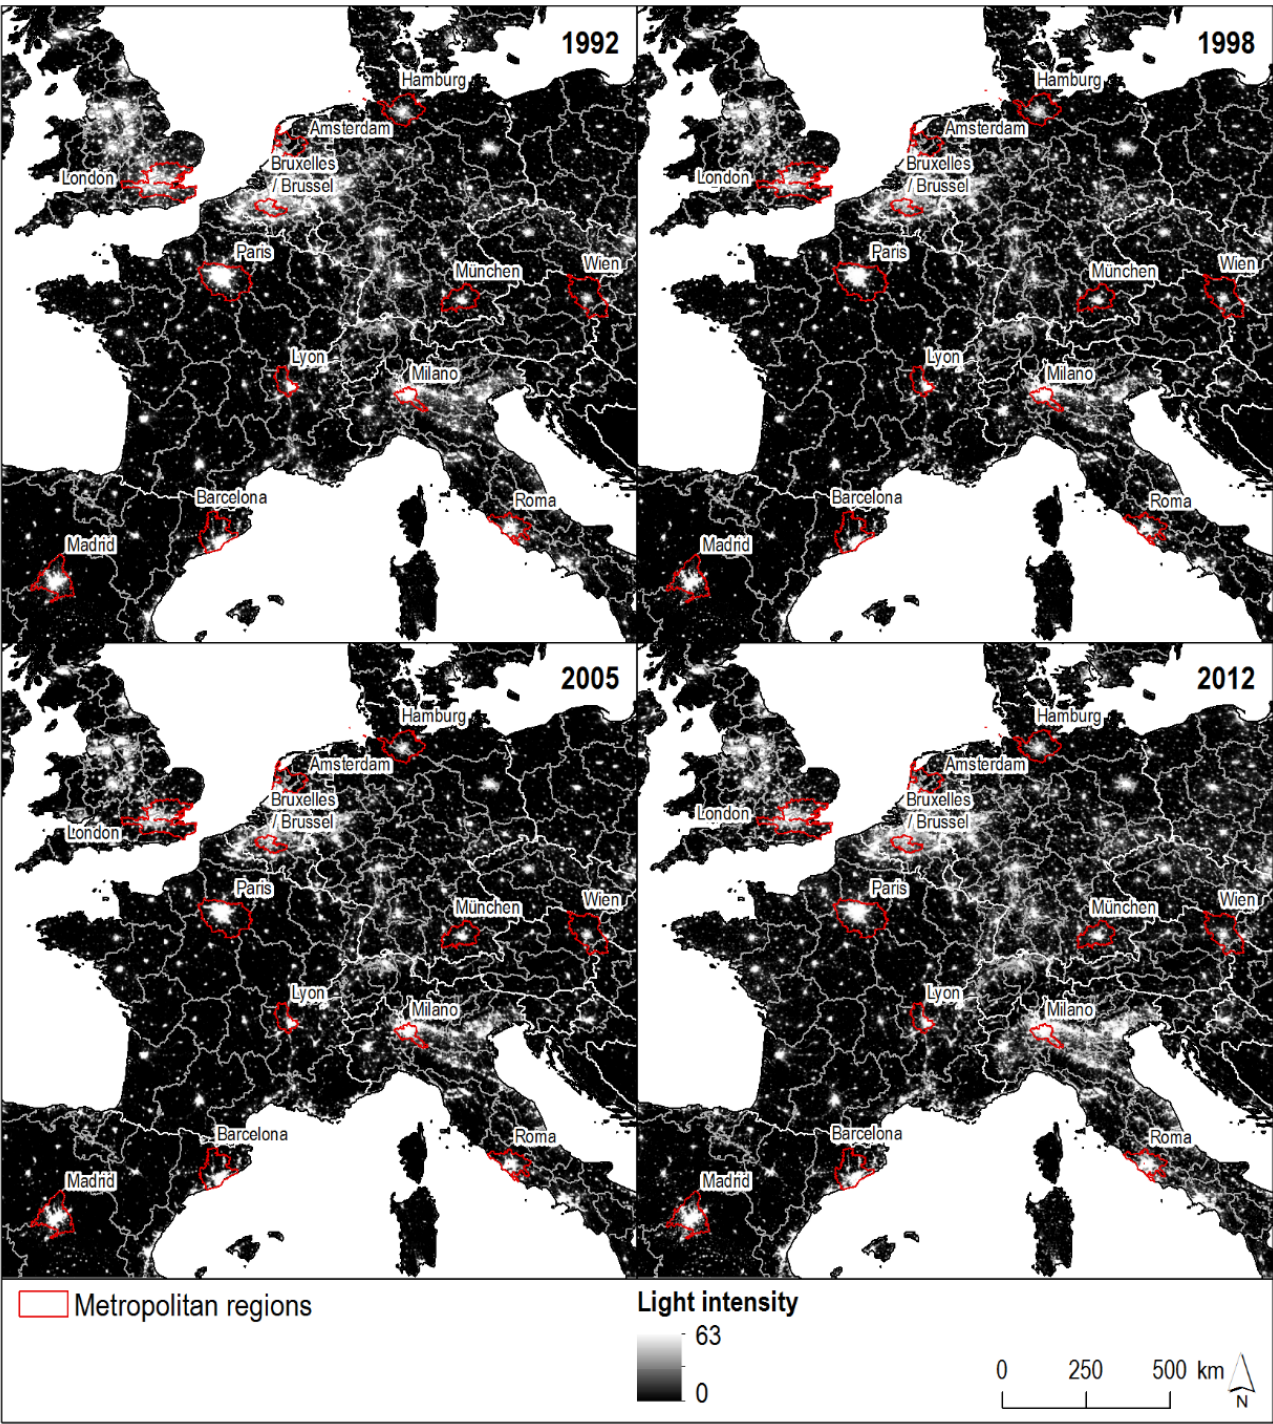 1992
Hamburg
Amsterdam
Bruxelles
/ Brussel
London
Paris
München
Wien
Lyon
Milano
Barcelona
Roma
Madrid
1998
Hamburg
Amsterdam
Bruxelles
/ Brussel
London
Paris
München
Wien
Lyon
Milano
Barcelona
Roma
Madrid
2005
Hamburg
Amsterdam
Bruxelles
/ Brussel
London
Paris
München
Wien
Lyon
Milano
Barcelona
Roma
Madrid
2012
Hamburg
Amsterdam
Bruxelles
/ Brussel
London
Paris
München
Wien
Lyon
Milano
Barcelona
Roma
Madrid
Metropolitan regions
Light intensity
63
0
0 250 500 km
N